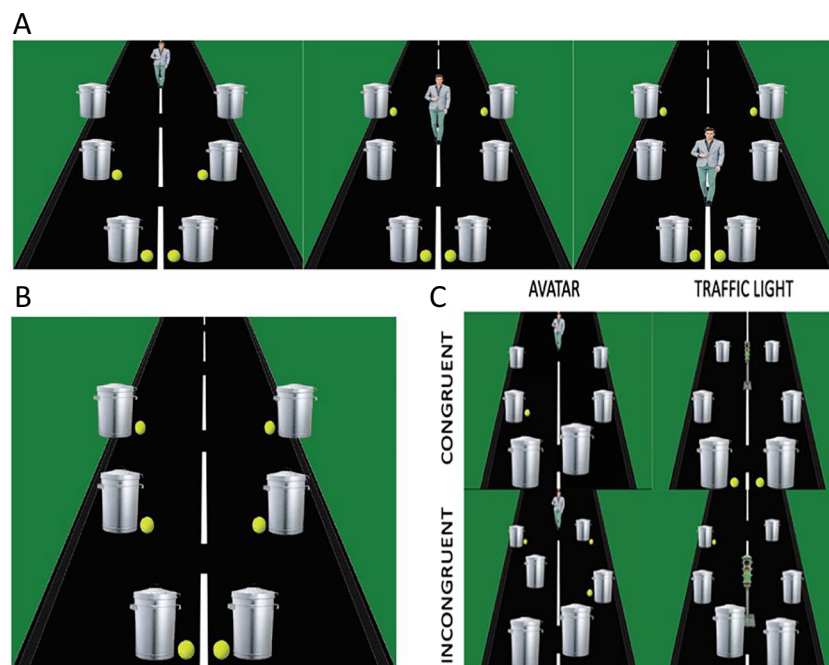 A
B
C
AVATAR
TRAFFIC LIGHT
CONGRUENT
INCONGRUENT